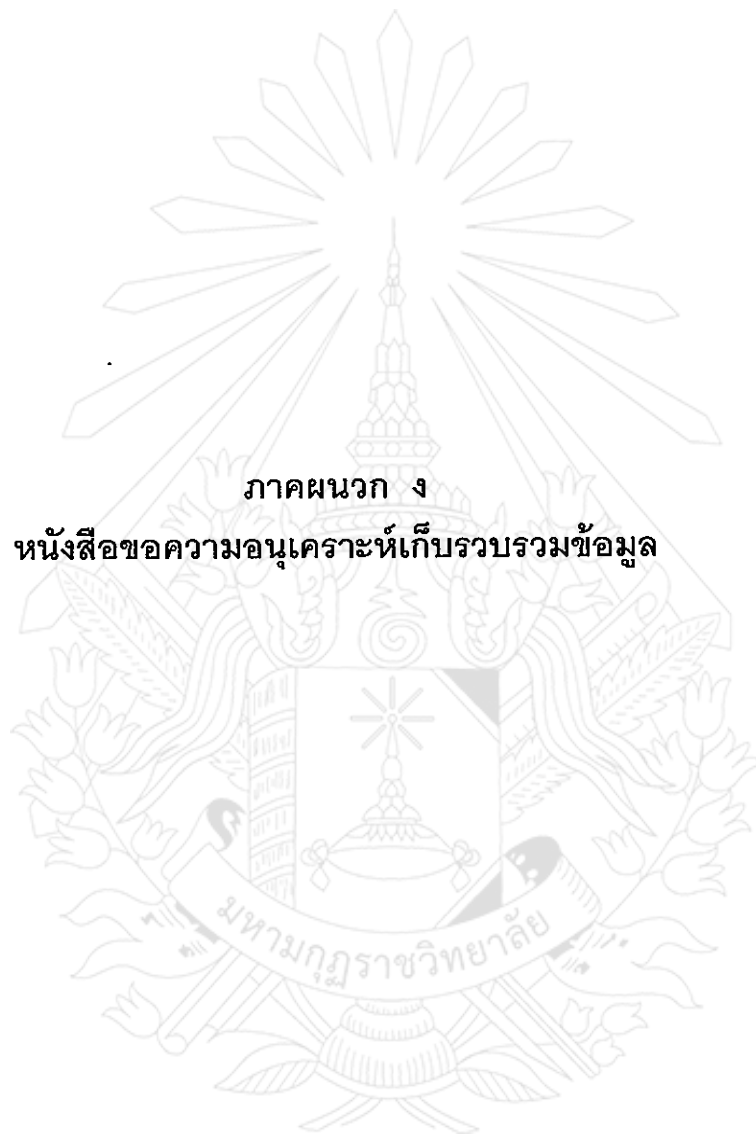 ภาคผนวก ง
หนังสือขอความอนุเคราะห์เก็บรวบรวมข้อมูล
มหามกุฏราชวิทยาลัย